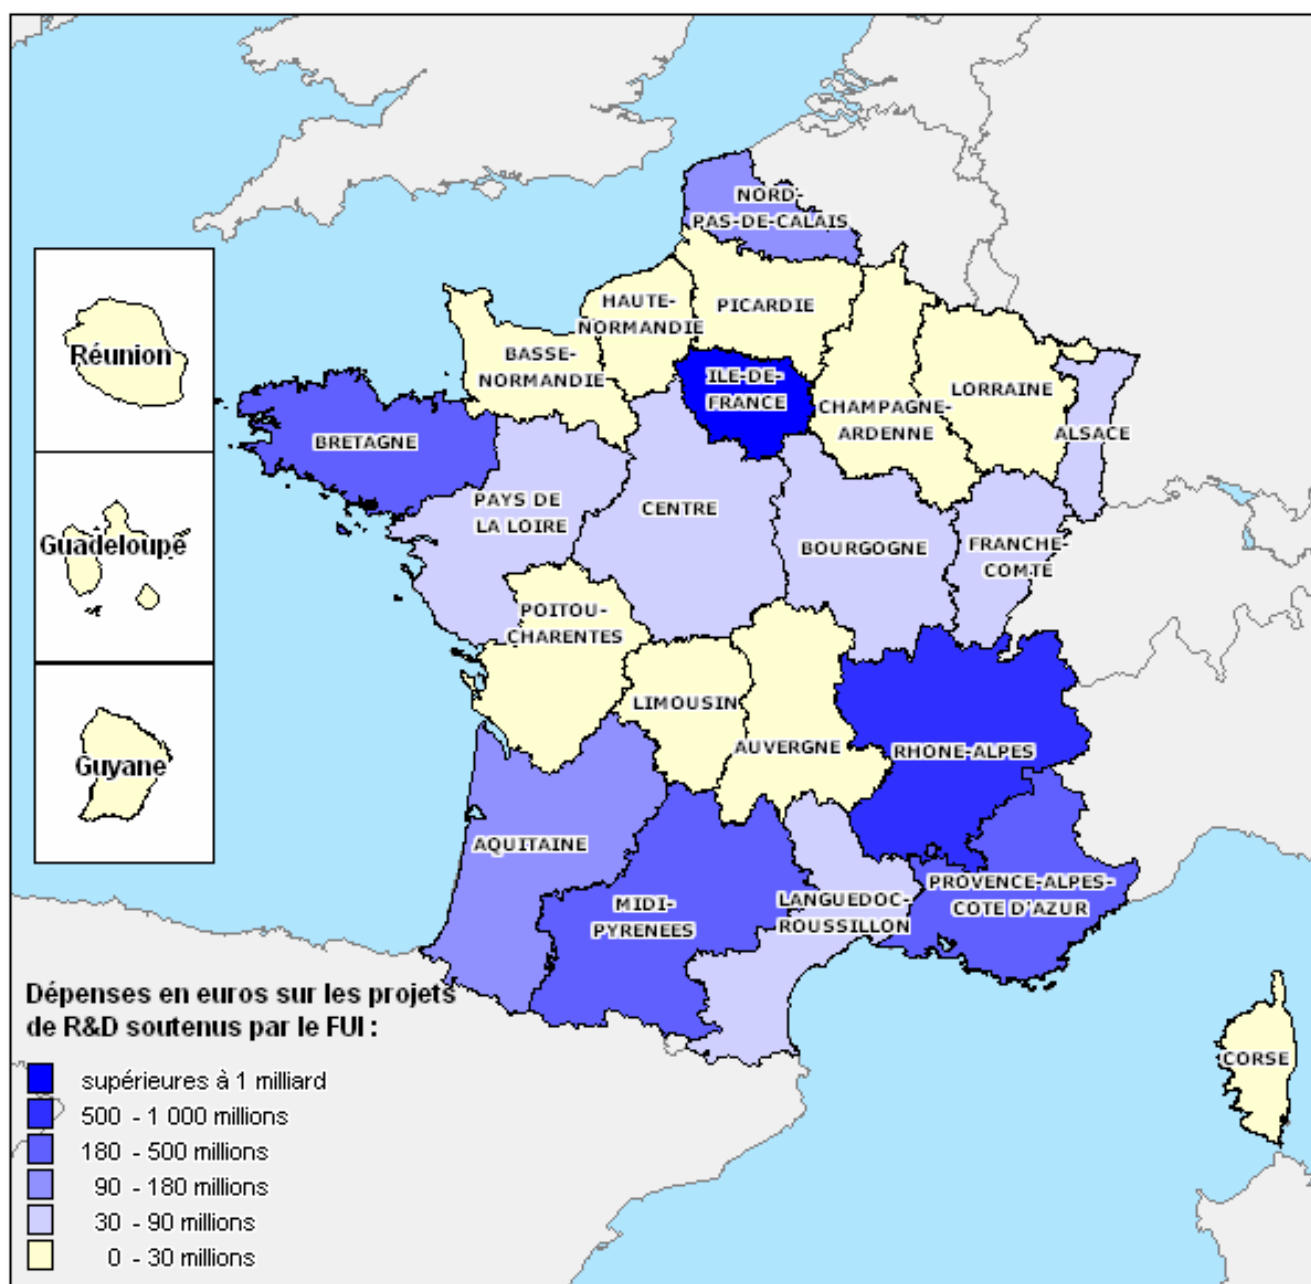 NORD-
PAS-DE-CALAIS
HAUTE-
NORMANDIE
PICARDIE
Réunion
BASSE-
NORMANDIE
ILE-DE-
FRANCE
LORRAINE
CHAMPAGNE-
ARDENNE
ALSACE
BRETAGNE
PAYS DE
LA LOIRE
CENTRE
Guadeloupe
BOURGOGNE
FRANCHE-
COMTE
POITOU-
CHARENTES
LIMOUSIN
AUVERGNE
RHONE-ALPES
Guyane
AQUITAINE
MIDI-
PYRENEES
LANGUEDOC-
ROUSSILLON
PROVENCE-ALPES-
COTE D'AZUR
CORSE
Dépenses en euros sur les projets
de R&D soutenus par le FUI :
supérieures à 1 milliard
500 - 1 000 millions
180 - 500 millions
90 - 180 millions
30 - 90 millions
0 - 30 millions